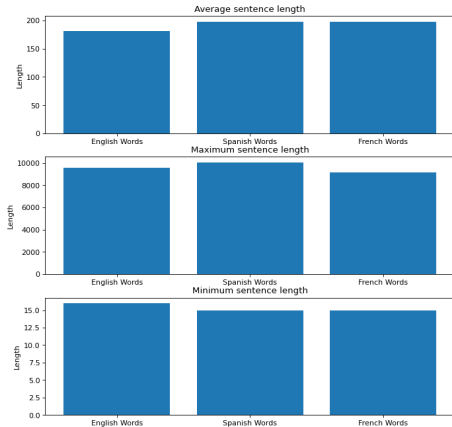 Average sentence length
200
150
100
50
0
Length
English Words Spanish Words French Words
Maximum sentence length
10000
8000
6000
4000
2000
0
Length
English Words Spanish Words French Words
Minimum sentence length
15.0
12.5
10.0
7.5
5.0
2.5
0.0
Length
English Words Spanish Words French Words